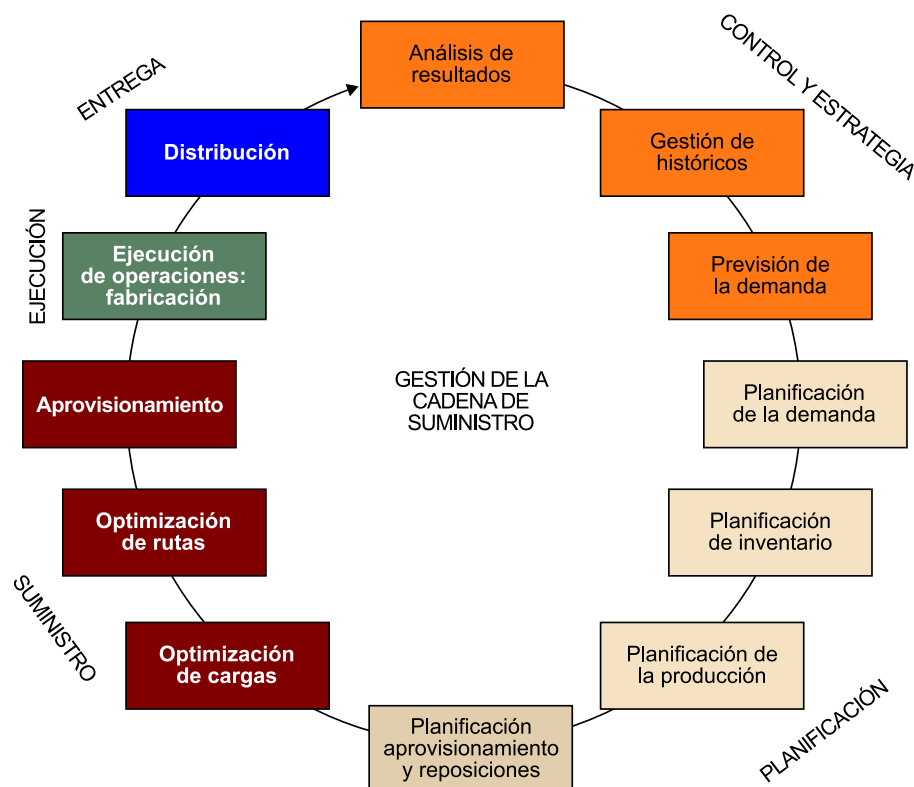 Análisis de
resultados
CONTROL Y ESTRATEGIA
Gestión de
históricos
Previsión de
la demanda
Planificación
de la demanda
Planificación
de inventario
Planificación de
la producción
PLANIFICACIÓN
Planificación
aprovisionamiento
y reposiciones
Optimización
de cargas
SUMINISTRO
Optimización
de rutas
Aprovisionamiento
EJECUCIÓN
Ejecución
de operaciones:
fabricación
Distribución
ENTREGA
GESTIÓN DE LA
CADENA DE
SUMINISTRO